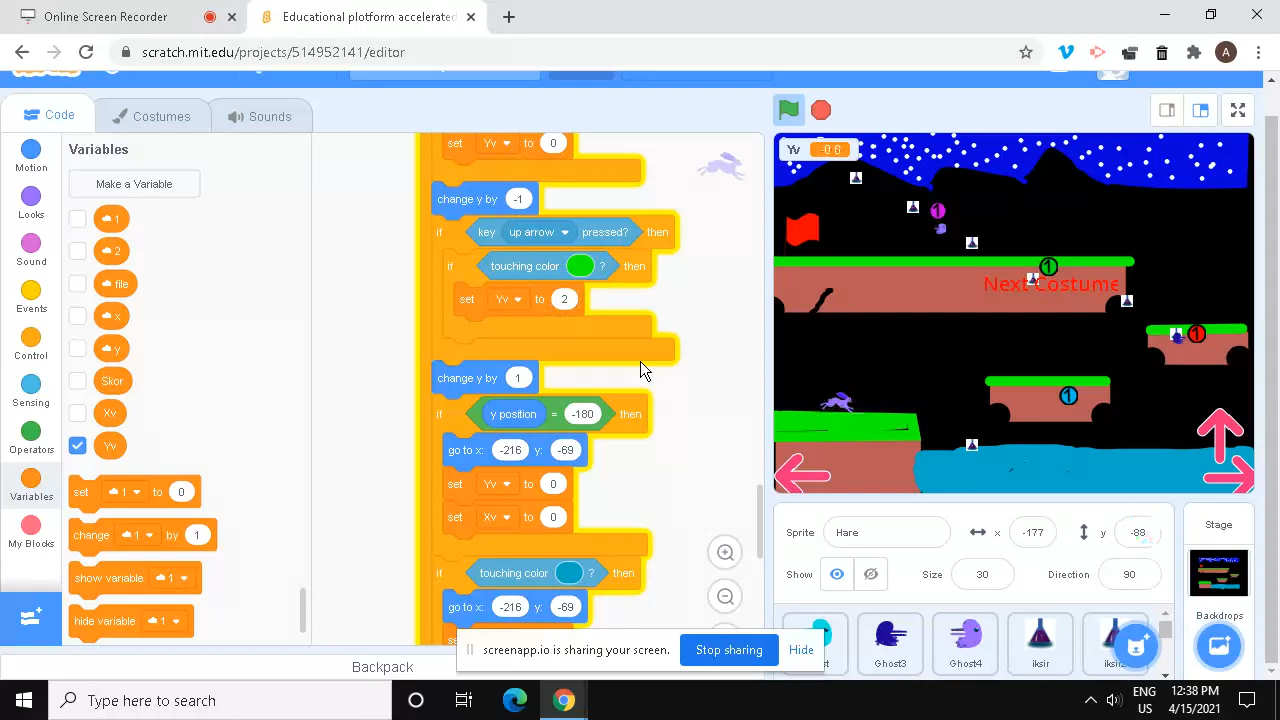 Online Screen Recorder
Educational plotform accelerated
scratch.mit.edu/projects/514952141/editor
A
Code
Costumes
Sounds
Motion
Looks
Sound
Events
Control
Sensing
Operators
Variables
My Blocks
Variables
Make a Variable
1
2
file
x
y
Skor
Xv
Yv
set 1 to 0
change 1 by 1
show variable 1
hide variable 1
set Yv to 0
change y by -1
if key up arrow pressed? then
if touching color ? then
set Yv to 2
change y by 1
if y position = -180 then
go to x: -216 y: -69
set Yv to 0
set Xv to 0
if touching color ? then
go to x: -216 y: -69
Yv
1
1
Next Costume
1
1
Sprite Hare x -177 y -88
Show Size 30 Direction 90
Ghost3
Ghost4
iksir
Stage
Backdrops
Backpack
screenapp.io is sharing your screen. Stop sharing Hide
Type here to search
ENG
US
12:38 PM
4/15/2021